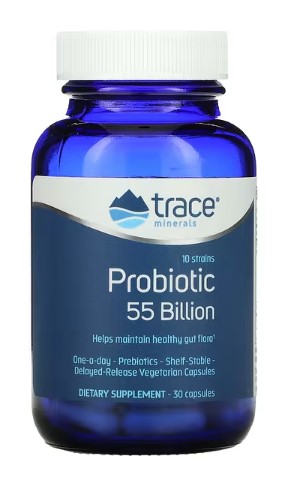 trace®
minerals
10 strains
Probiotic
55 Billion
Helps maintain healthy gut flora¹
One-a-day - Prebiotics - Shelf-Stable -
Delayed-Release Vegetarian Capsules
DIETARY SUPPLEMENT - 30 capsules